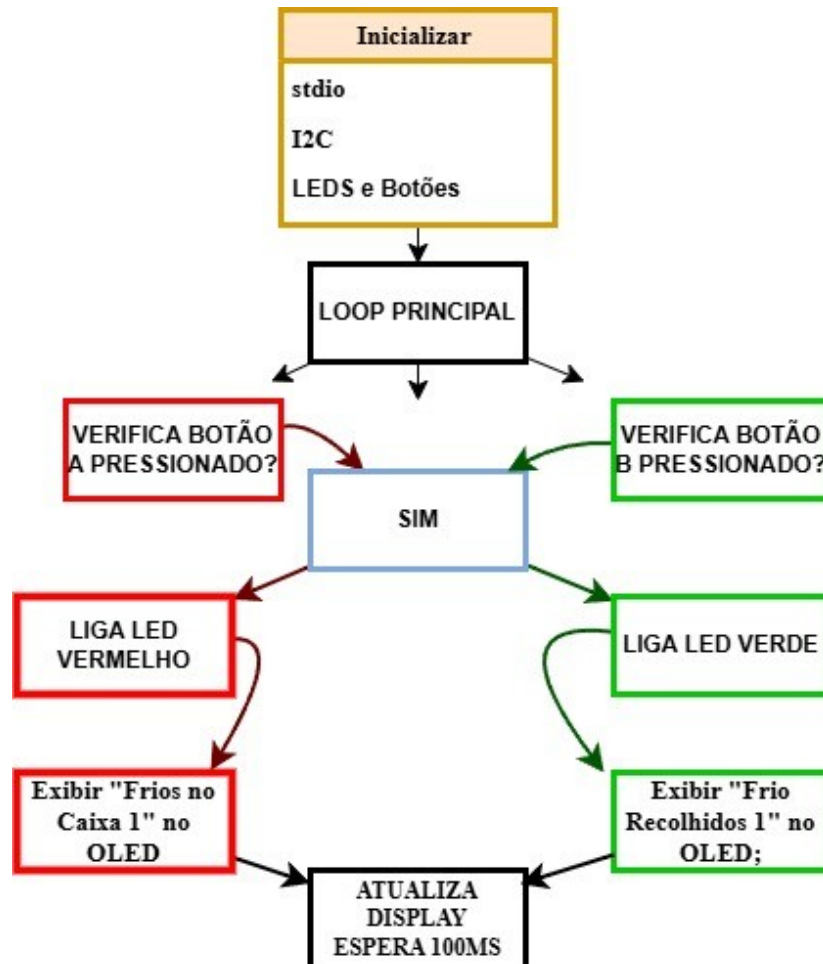 Inicializar
stdio
I2C
LEDS e Botões
LOOP PRINCIPAL
VERIFICA BOTÃO
A PRESSIONADO?
VERIFICA BOTÃO
B PRESSIONADO?
SIM
LIGA LED
VERMELHO
LIGA LED VERDE
Exibir "Frios no
Caixa 1" no
OLED
Exibir "Frio
Recolhidos 1" no
OLED;
ATUALIZA
DISPLAY
ESPERA 100MS